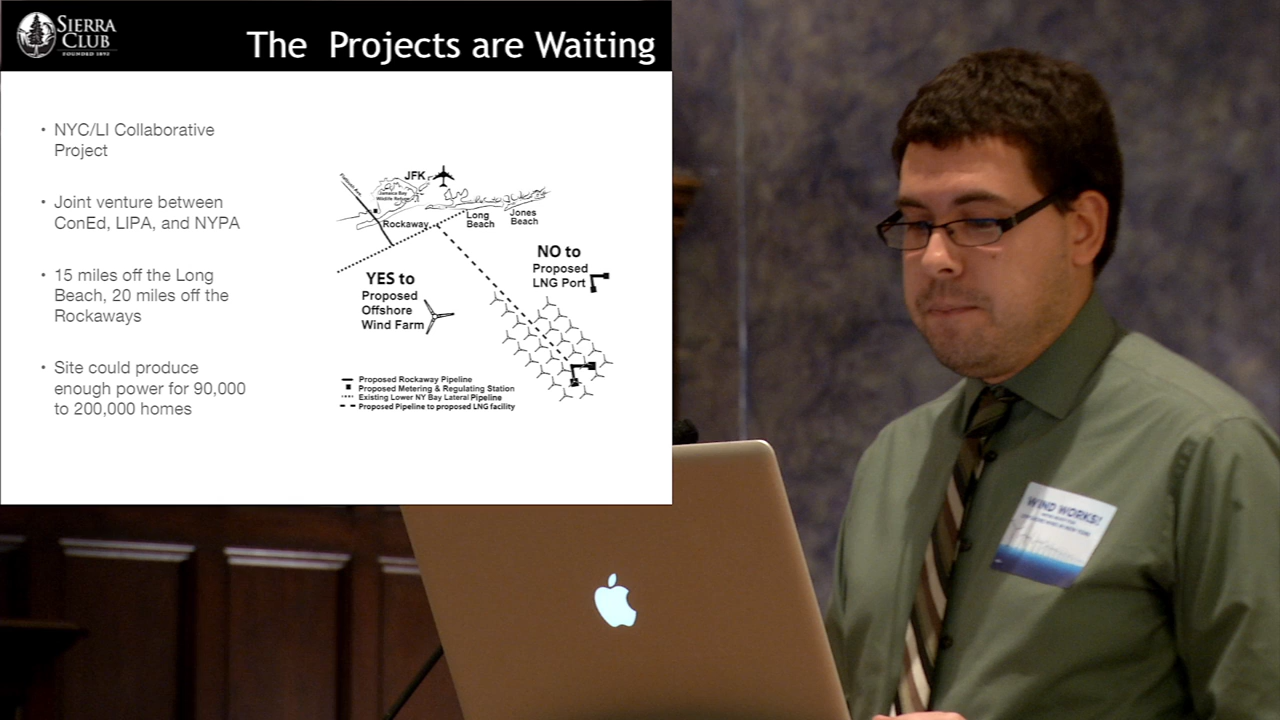 SIERRA
CLUB
FOUNDED 1892
The Projects are Waiting
• NYC/LI Collaborative
Project
• Joint venture between
ConEd, LIPA, and NYPA
• 15 miles off the Long
Beach, 20 miles off the
Rockaways
• Site could produce
enough power for 90,000
to 200,000 homes
JFK
Jamaica Bay
Wildlife Refuge
Rockaway
Long
Beach
Jones
Beach
YES to
Proposed
Offshore
Wind Farm
NO to
Proposed
LNG Port
Proposed Rockaway Pipeline
Proposed Metering & Regulating Station
Existing Lower NY Bay Lateral Pipeline
Proposed Pipeline to proposed LNG facility
WIND WORKS!